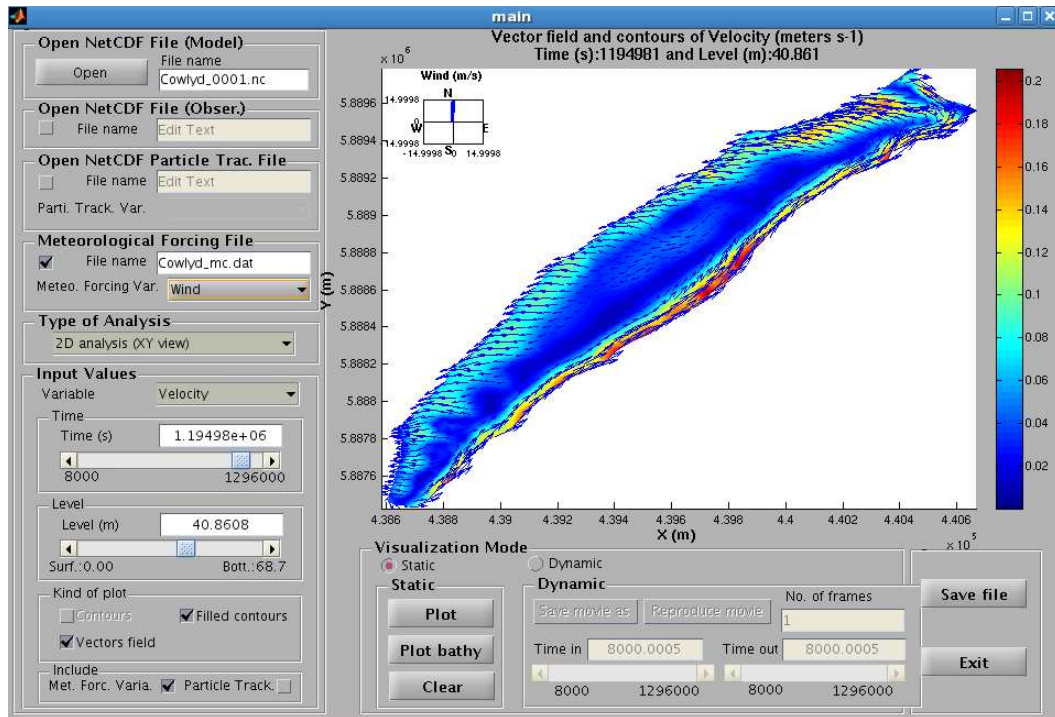 main
Open NetCDF File (Model)
File name
Open
Cowlyd_0001.nc
Open NetCDF File (Obser.)
File name
Edit Text
Open NetCDF Particle Trac. File
File name
Edit Text
Parti. Track. Var.
Meteorological Forcing File
File name
Cowlyd_mc.dat
Meteo. Forcing Var.
Wind
Type of Analysis
2D analysis (XY view)
Input Values
Variable
Velocity
Time
Time (s)
1.19498e+06
8000
1296000
Level
Level (m)
40.8608
Surf.:0.00
Bott.:68.7
Kind of plot
Contours
Filled contours
Vectors field
Include
Met. Forc. Varia.
Particle Track.
Vector field and contours of Velocity (meters s-1)
Time (s):1194981 and Level (m):40.861
x 10^6
Wind (m/s)
N
14.9998
W
0
E
14.9998
S
-14.9998 0 14.9998
5.8896
5.8894
5.8892
5.889
5.8888
5.8886
5.8884
5.8882
5.888
5.8878
5.8876
Y (m)
4.386 4.388 4.39 4.392 4.394 4.396 4.398 4.4 4.402 4.404 4.406
X (m)
x 10^5
0.2
0.18
0.16
0.14
0.12
0.1
0.08
0.06
0.04
0.02
Visualization Mode
Static
Dynamic
Static
Plot
Plot bathy
Clear
Dynamic
Save movie as
Reproduce movie
No. of frames
1
Time in
8000.0005
Time out
8000.0005
8000
1296000
8000
1296000
Save file
Exit